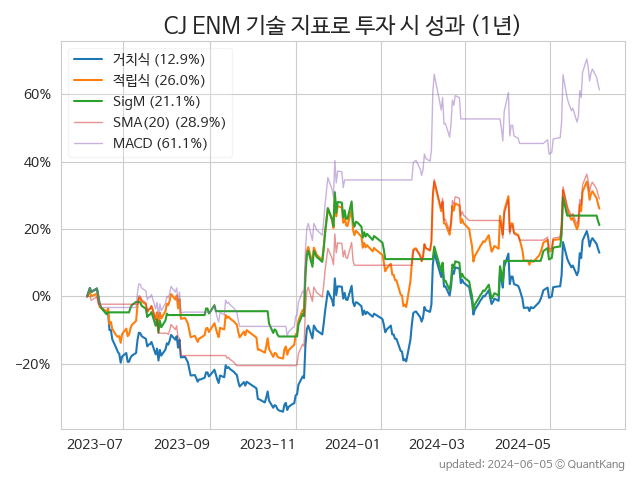 CJ ENM 기술 지표로 투자 시 성과 (1년)
거치식 (12.9%)
적립식 (26.0%)
SigM (21.1%)
SMA(20) (28.9%)
MACD (61.1%)
60%
40%
20%
0%
−20%
2023-07 2023-09 2023-11 2024-01 2024-03 2024-05
updated: 2024-06-05 © QuantKang